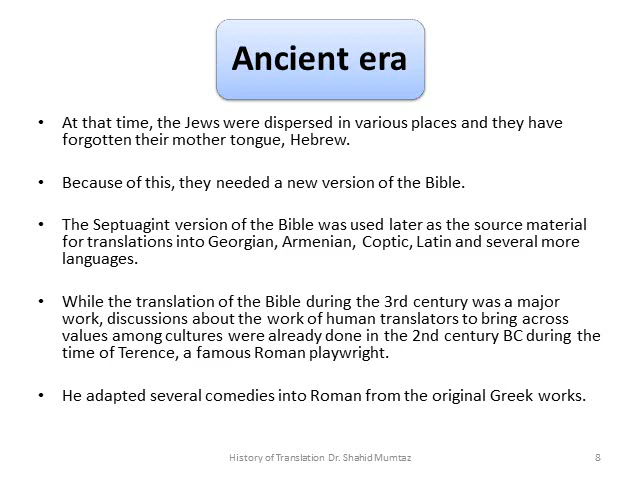 Ancient era
• At that time, the Jews were dispersed in various places and they have
forgotten their mother tongue, Hebrew.
• Because of this, they needed a new version of the Bible.
• The Septuagint version of the Bible was used later as the source material
for translations into Georgian, Armenian, Coptic, Latin and several more
languages.
• While the translation of the Bible during the 3rd century was a major
work, discussions about the work of human translators to bring across
values among cultures were already done in the 2nd century BC during the
time of Terence, a famous Roman playwright.
• He adapted several comedies into Roman from the original Greek works.
History of Translation Dr. Shahid Mumtaz
8